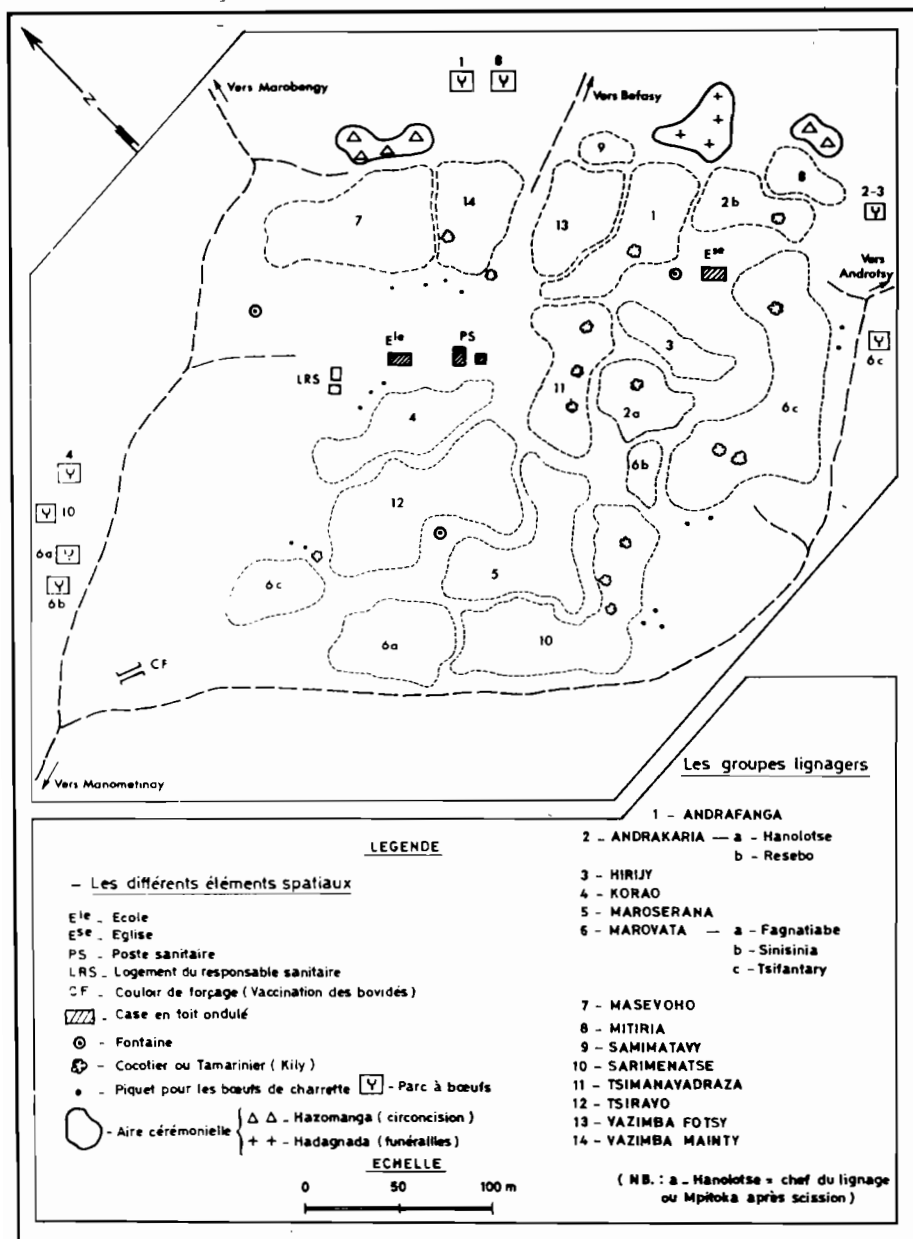 N
1 8
Vers Marobengy
Vers Befasy
9
8
2-3
7
14
13
1
2b
Ese
Vers
Androtsy
Ele
PS
3
6c
LRS
11
2a
6c
4
6b
4
12
10
6a
5
6c
6b
6a
10
CF
Vers Manometinay
Les groupes lignagers
1 - ANDRAFANGA
2 - ANDRAKARIA — a - Hanolotse
b - Resebo
3 - HIRIJY
4 - KORAO
5 - MAROSERANA
6 - MAROVATA — a - Fagnatiabe
b - Sinisinia
c - Tsifantary
7 - MASEVOHO
8 - MITIRIA
9 - SAMIMATAVY
10 - SARIMENATSE
11 - TSIMANAVADRAZA
12 - TSIRAVO
13 - VAZIMBA FOTSY
14 - VAZIMBA MAINTY
(NB. : a - Hanolotse = chef du lignage
ou Mpitoka après scission)
LEGENDE
- Les différents éléments spatiaux
Ele - Ecole
Ese - Eglise
PS - Poste sanitaire
LRS - Logement du responsable sanitaire
CF - Couloir de forçage (Vaccination des bovidés)
Case en toit ondulé
Fontaine
Cocotier ou Tamarinier (Kily)
Piquet pour les bœufs de charrette Y - Parc à bœufs
- Aire cérémonielle { △ △ - Hazomanga (circoncision)
+ + - Hadagnada (funérailles)
ECHELLE
0 50 100 m